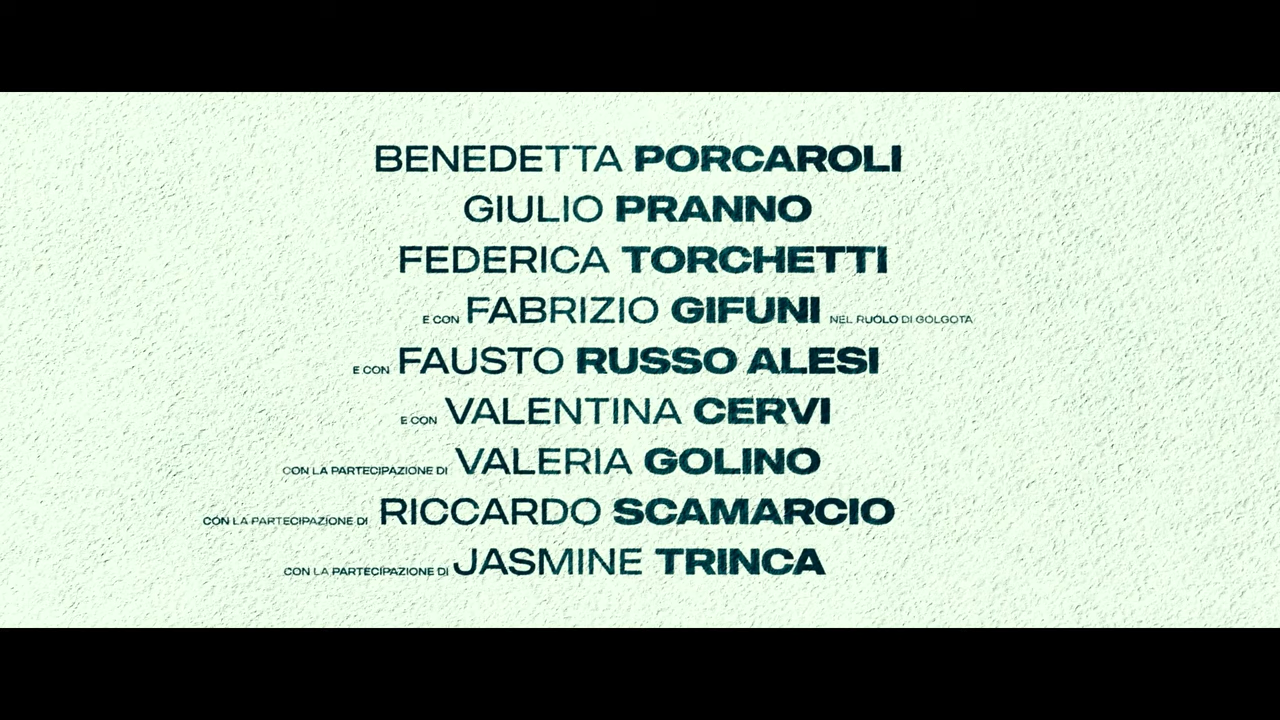 BENEDETTA PORCAROLI
GIULIO PRANNO
FEDERICA TORCHETTI
E CON FABRIZIO GIFUNI NEL RUOLO DI GOLGOTA
E CON FAUSTO RUSSO ALESI
E CON VALENTINA CERVI
CON LA PARTECIPAZIONE DI VALERIA GOLINO
CON LA PARTECIPAZIONE DI RICCARDO SCAMARCIO
CON LA PARTECIPAZIONE DI JASMINE TRINCA